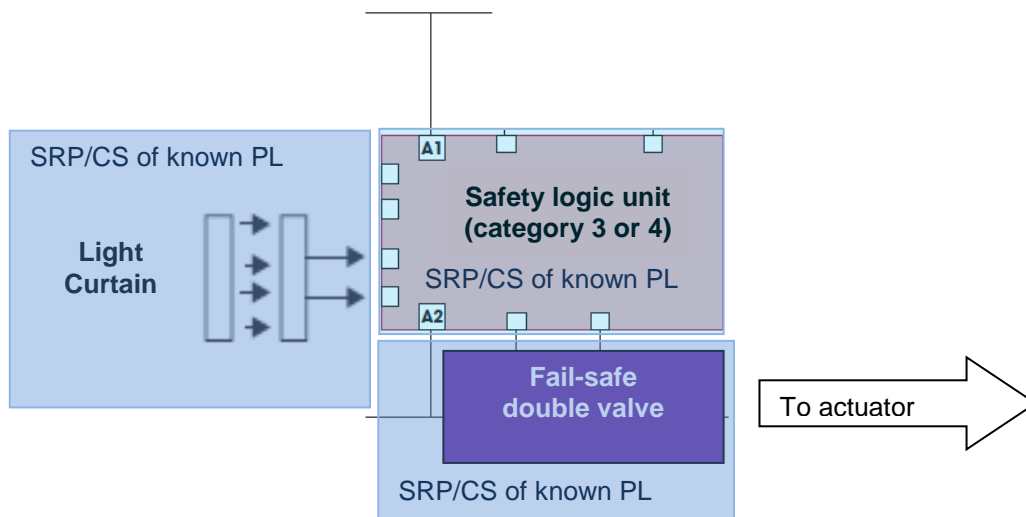 SRP/CS of known PL
Light
Curtain
A1
Safety logic unit
(category 3 or 4)
SRP/CS of known PL
A2
Fail-safe
double valve
SRP/CS of known PL
To actuator